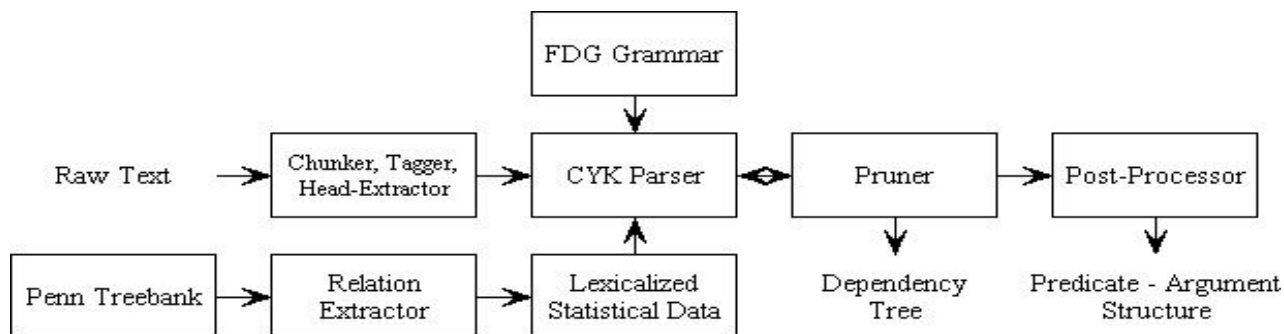 FDG Grammar
Raw Text
Chunker, Tagger,
Head-Extractor
CYK Parser
Pruner
Post-Processor
Penn Treebank
Relation
Extractor
Lexicalized
Statistical Data
Dependency
Tree
Predicate - Argument
Structure